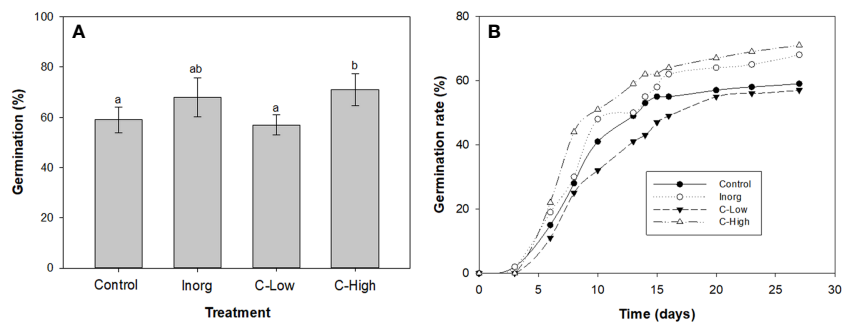 A
100
80
60
40
20
0
Germination (%)
a
ab
a
b
Control Inorg C-Low C-High
Treatment
B
80
60
40
20
0
Germination rate (%)
Control
Inorg
C-Low
C-High
0 5 10 15 20 25 30
Time (days)